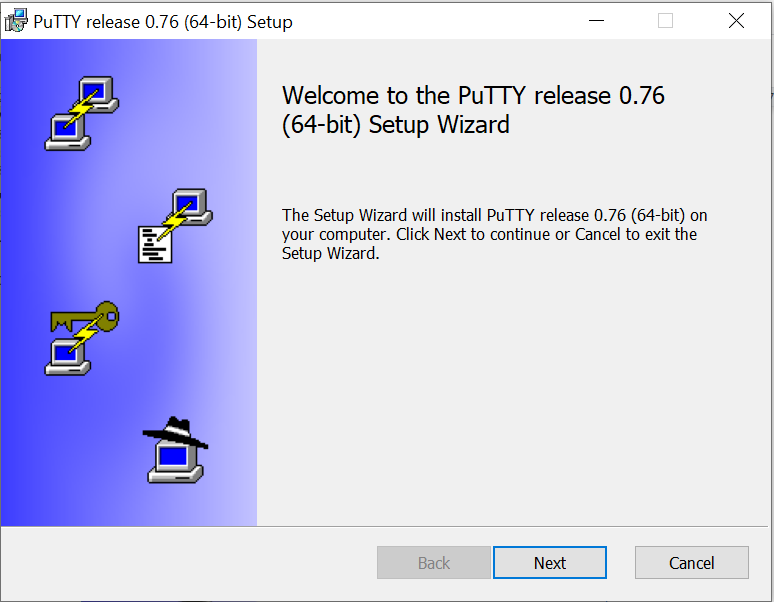 PuTTY release 0.76 (64-bit) Setup
Welcome to the PuTTY release 0.76
(64-bit) Setup Wizard
The Setup Wizard will install PuTTY release 0.76 (64-bit) on
your computer. Click Next to continue or Cancel to exit the
Setup Wizard.
Back
Next
Cancel